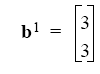 b¹ = [3
3]